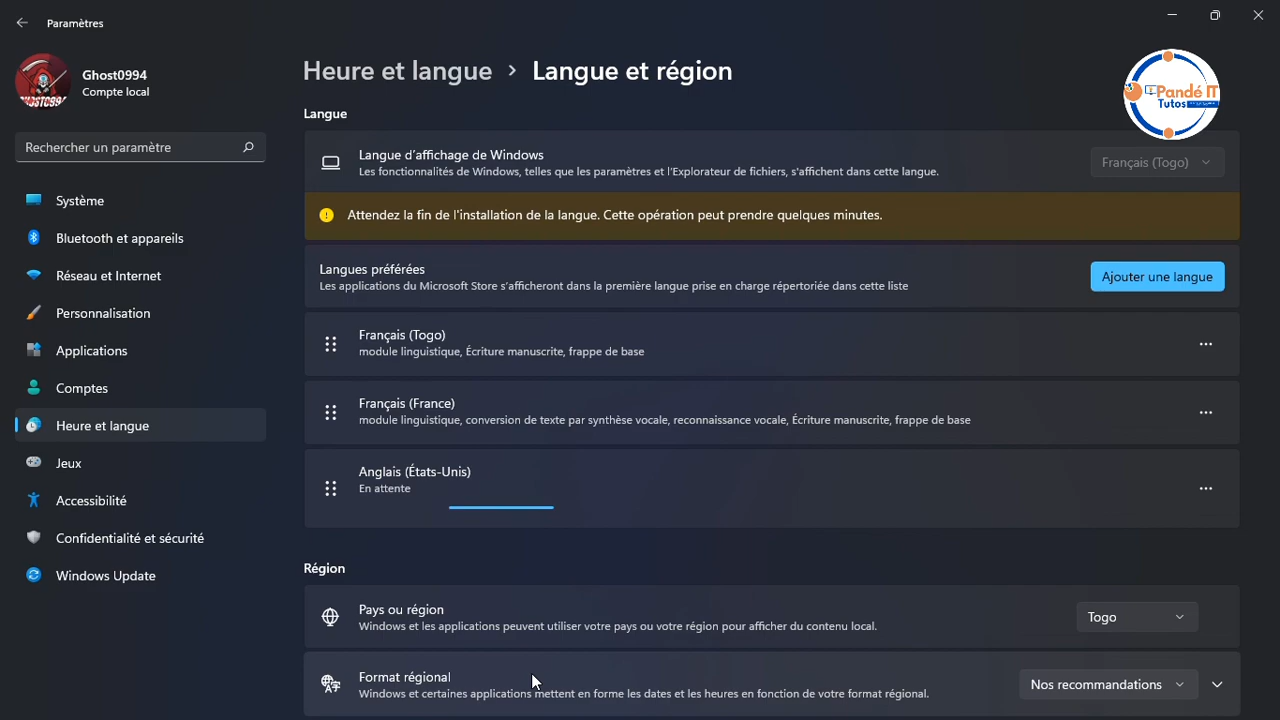 Paramètres
Ghost0994
Compte local
Rechercher un paramètre
Système
Bluetooth et appareils
Réseau et Internet
Personnalisation
Applications
Comptes
Heure et langue
Jeux
Accessibilité
Confidentialité et sécurité
Windows Update
Heure et langue > Langue et région
Pandé IT
Tutos
Langue
Langue d'affichage de Windows
Les fonctionnalités de Windows, telles que les paramètres et l'Explorateur de fichiers, s'affichent dans cette langue.
Français (Togo)
Attendez la fin de l'installation de la langue. Cette opération peut prendre quelques minutes.
Langues préférées
Les applications du Microsoft Store s'afficheront dans la première langue prise en charge répertoriée dans cette liste
Ajouter une langue
Français (Togo)
module linguistique, Écriture manuscrite, frappe de base
Français (France)
module linguistique, conversion de texte par synthèse vocale, reconnaissance vocale, Écriture manuscrite, frappe de base
Anglais (États-Unis)
En attente
Région
Pays ou région
Windows et les applications peuvent utiliser votre pays ou votre région pour afficher du contenu local.
Togo
Format régional
Windows et certaines applications mettent en forme les dates et les heures en fonction de votre format régional.
Nos recommandations